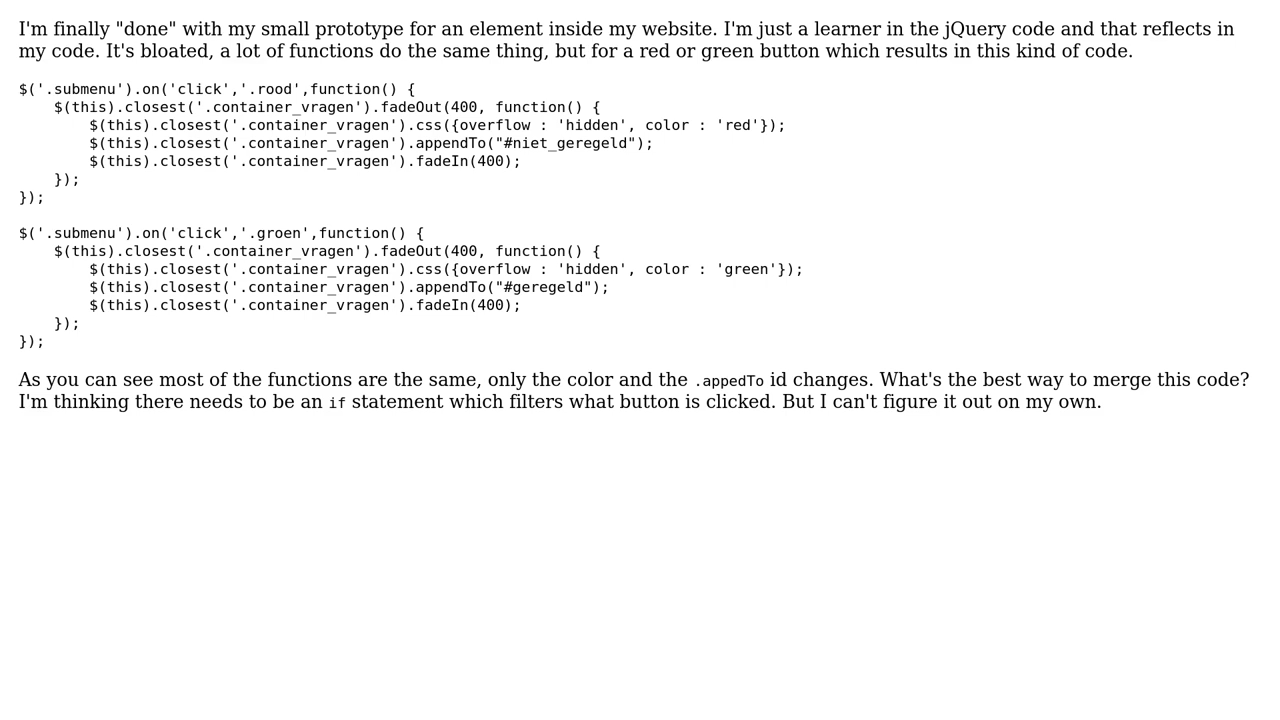 I'm finally "done" with my small prototype for an element inside my website. I'm just a learner in the jQuery code and that reflects in
my code. It's bloated, a lot of functions do the same thing, but for a red or green button which results in this kind of code.
$('.submenu').on('click','.rood',function() {
    $(this).closest('.container_vragen').fadeOut(400, function() {
        $(this).closest('.container_vragen').css({overflow : 'hidden', color : 'red'});
        $(this).closest('.container_vragen').appendTo("#niet_geregeld");
        $(this).closest('.container_vragen').fadeIn(400);
    });
});
$('.submenu').on('click','.groen',function() {
    $(this).closest('.container_vragen').fadeOut(400, function() {
        $(this).closest('.container_vragen').css({overflow : 'hidden', color : 'green'});
        $(this).closest('.container_vragen').appendTo("#geregeld");
        $(this).closest('.container_vragen').fadeIn(400);
    });
});
As you can see most of the functions are the same, only the color and the .appedTo id changes. What's the best way to merge this code?
I'm thinking there needs to be an if statement which filters what button is clicked. But I can't figure it out on my own.